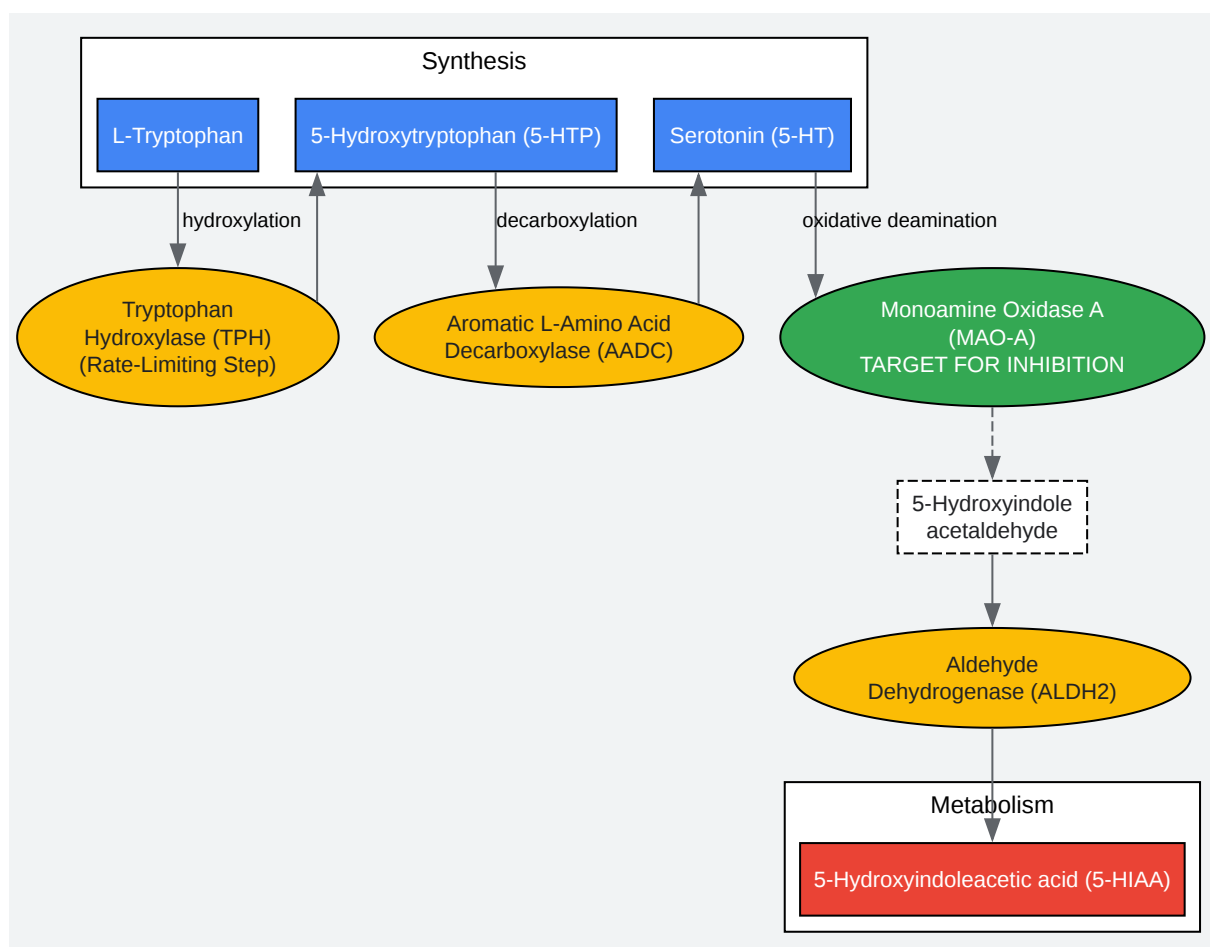 Synthesis
L-Tryptophan
5-Hydroxytryptophan (5-HTP)
Serotonin (5-HT)
hydroxylation
decarboxylation
oxidative deamination
Tryptophan
Hydroxylase (TPH)
(Rate-Limiting Step)
Aromatic L-Amino Acid
Decarboxylase (AADC)
Monoamine Oxidase A
(MAO-A)
TARGET FOR INHIBITION
5-Hydroxyindole
acetaldehyde
Aldehyde
Dehydrogenase (ALDH2)
Metabolism
5-Hydroxyindoleacetic acid (5-HIAA)